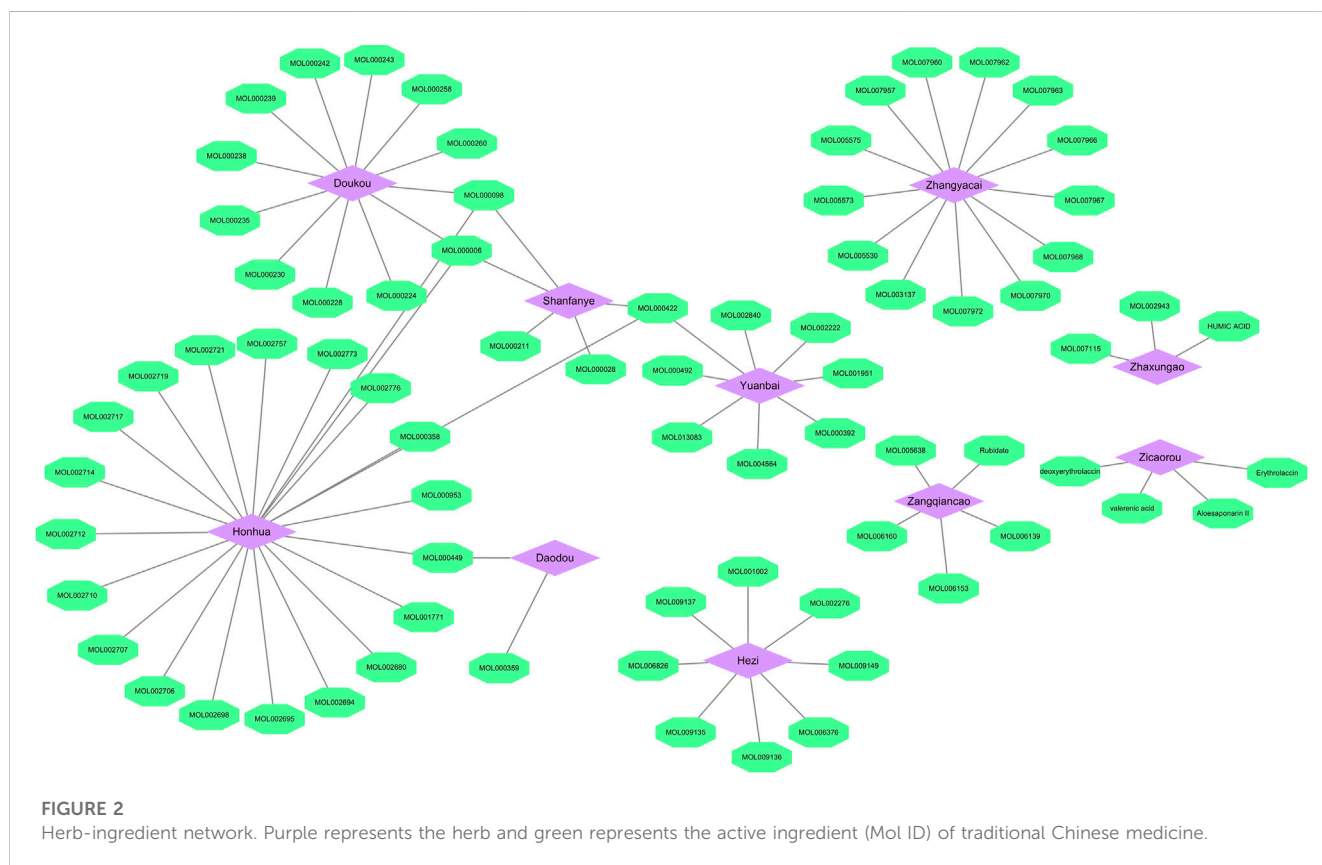 MOL000242
MOL000243
MOL000239
MOL000258
MOL000238
MOL000260
Doukou
MOL000098
MOL000235
MOL000006
MOL000230
MOL000228
MOL000224
Shanfanye
MOL000422
MOL000211
MOL000028
MOL007960
MOL007962
MOL007957
MOL007963
MOL005575
MOL007966
Zhangyacai
MOL005573
MOL007967
MOL005530
MOL007968
MOL003137
MOL007970
MOL007972
MOL002943
HUMIC ACID
MOL007115
Zhaxungao
MOL002840
MOL002222
MOL000492
MOL001951
Yuanbai
MOL013083
MOL000392
MOL004564
MOL002757
MOL002721
MOL002773
MOL002719
MOL002776
MOL002717
MOL000358
MOL002714
MOL000953
MOL002712
Honhua
MOL000449
Daodou
MOL002710
MOL001771
MOL002707
MOL002680
MOL000359
MOL002706
MOL002694
MOL002698
MOL002695
MOL005638
Rubidate
Zangqiancao
MOL006160
MOL006139
MOL006153
Zicaorou
deoxyerythrolaccin
Erythrolaccin
valerenic acid
Aloesaponarin II
MOL001002
MOL009137
MOL002276
MOL006826
Hezi
MOL009149
MOL009135
MOL006376
MOL009136
FIGURE 2
Herb-ingredient network. Purple represents the herb and green represents the active ingredient (Mol ID) of traditional Chinese medicine.